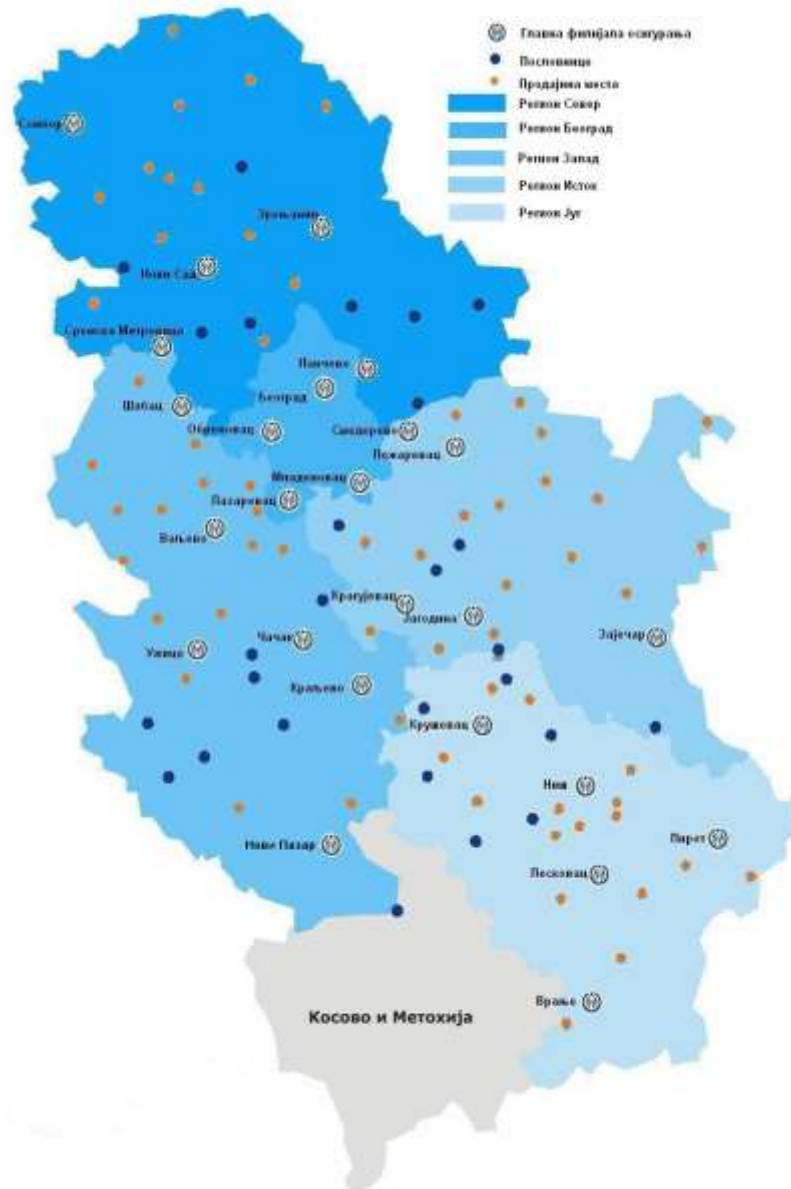 Главна филијала осигурања
Пословнице
Продајна места
Регион Север
Регион Београд
Регион Запад
Регион Исток
Регион Југ
Сомбор
Зрењанин
Нови Сад
Сремска Митровица
Панчево
Београд
Шабац
Обреновац
Смедерево
Пожаревац
Младеновац
Лазаревац
Ваљево
Крагујевац
Јагодина
Зајечар
Чачак
Ужице
Краљево
Крушевац
Ниш
Пирот
Нови Пазар
Лесковац
Врање
Косово и Метохија